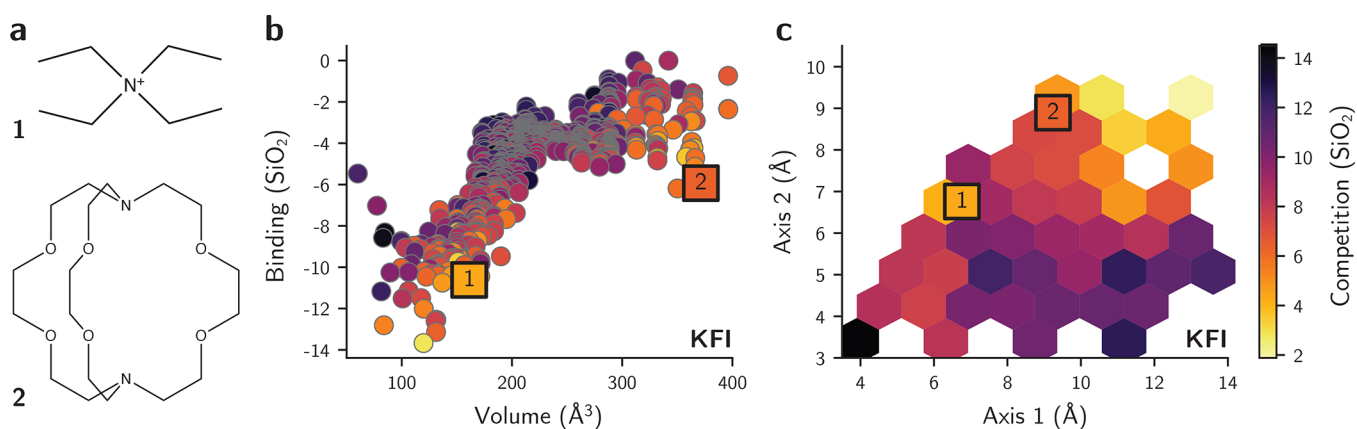 a
N+
1
N
O
O
O
O
O
O
N
2
b
Binding (SiO2)
0
-2
-4
-6
-8
-10
-12
-14
1
2
KFI
100
200
300
400
Volume (Å3)
c
Axis 2 (Å)
10
9
8
7
6
5
4
3
2
1
KFI
4
6
8
10
12
14
Axis 1 (Å)
14
12
10
8
6
4
2
Competition (SiO2)